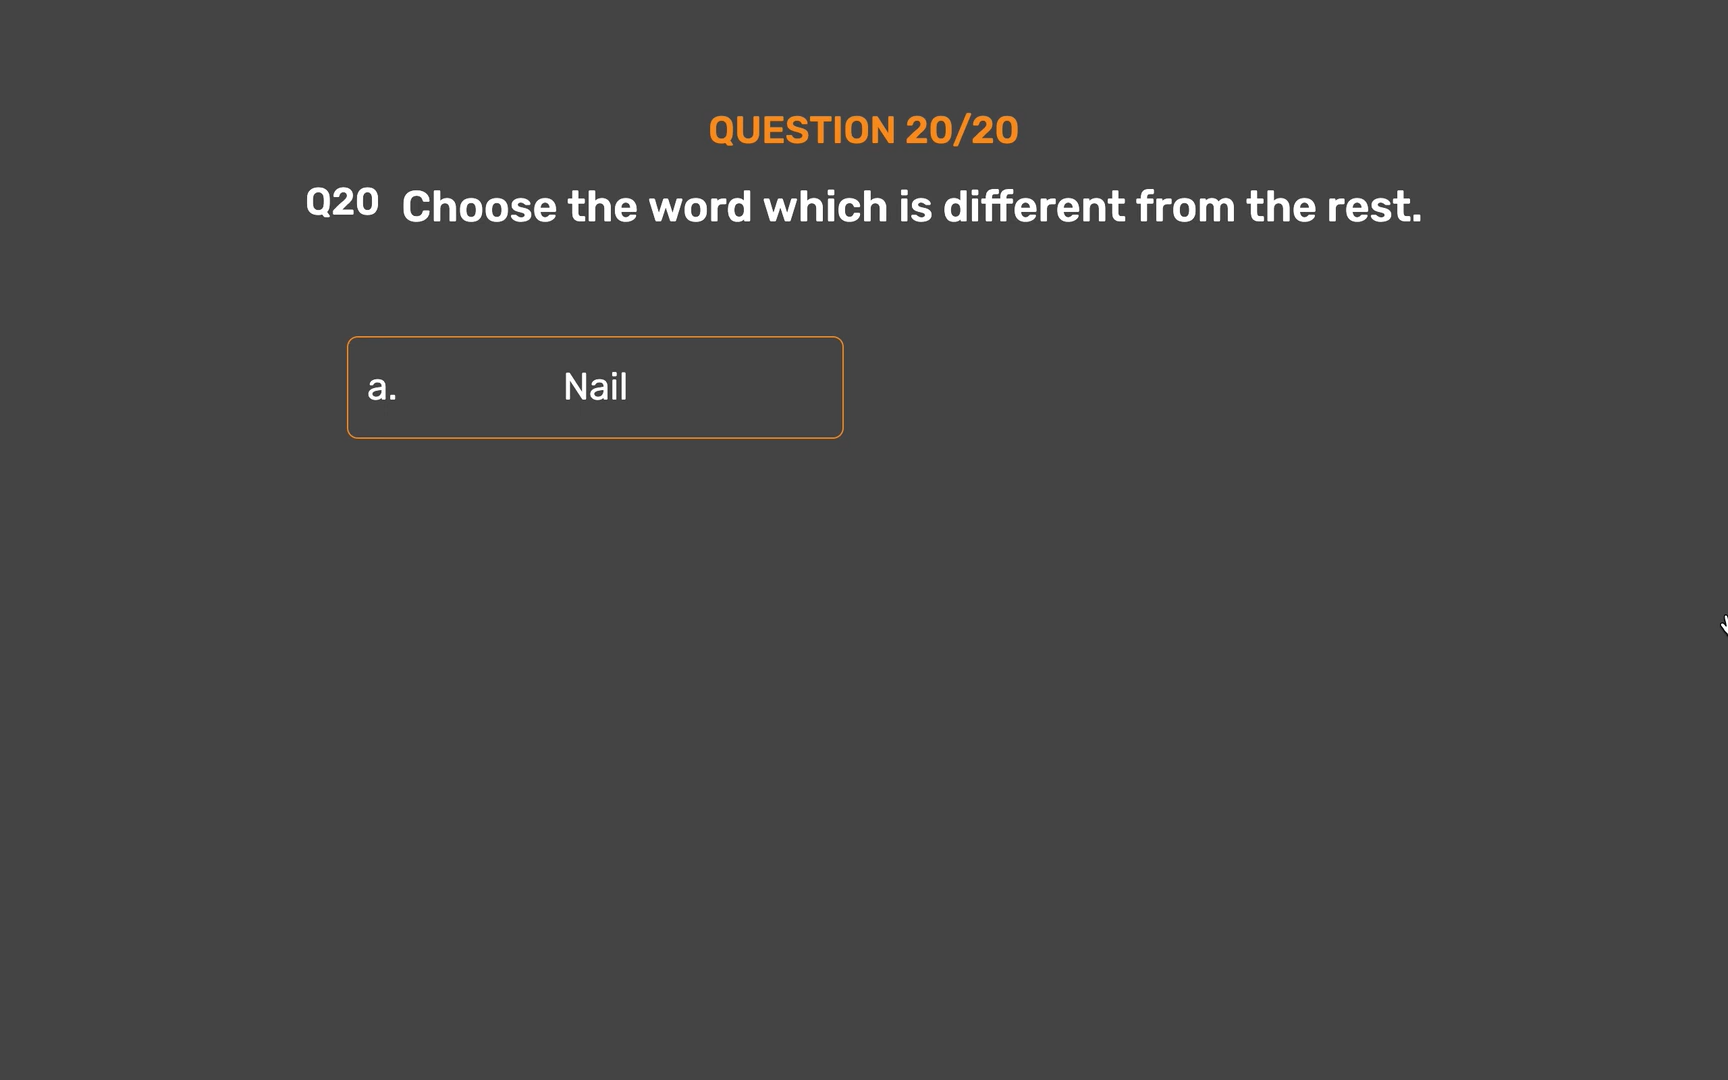 QUESTION 20/20
Q20 Choose the word which is different from the rest.
a. Nail